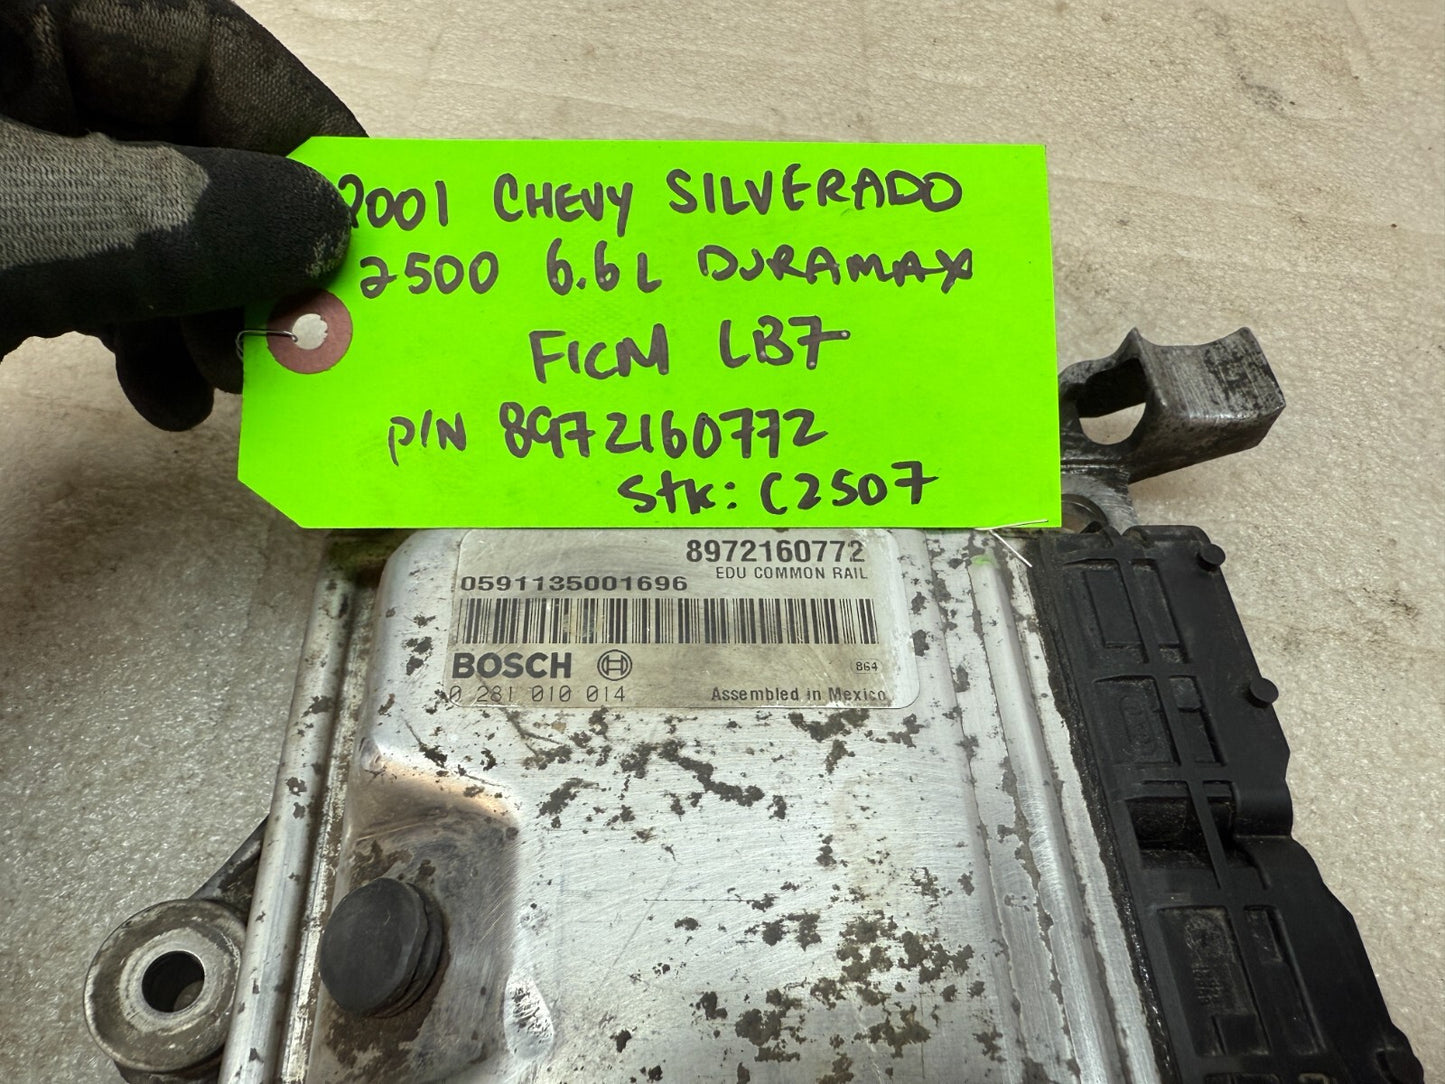 2001 CHEVY SILVERADO
2500 6.6L DURAMAX
FICM LB7
P/N 8972160772
Stk: C2507
8972160772
EDU COMMON RAIL
0591135001696
BOSCH
B64
0 281 010 014 Assembled in Mexico